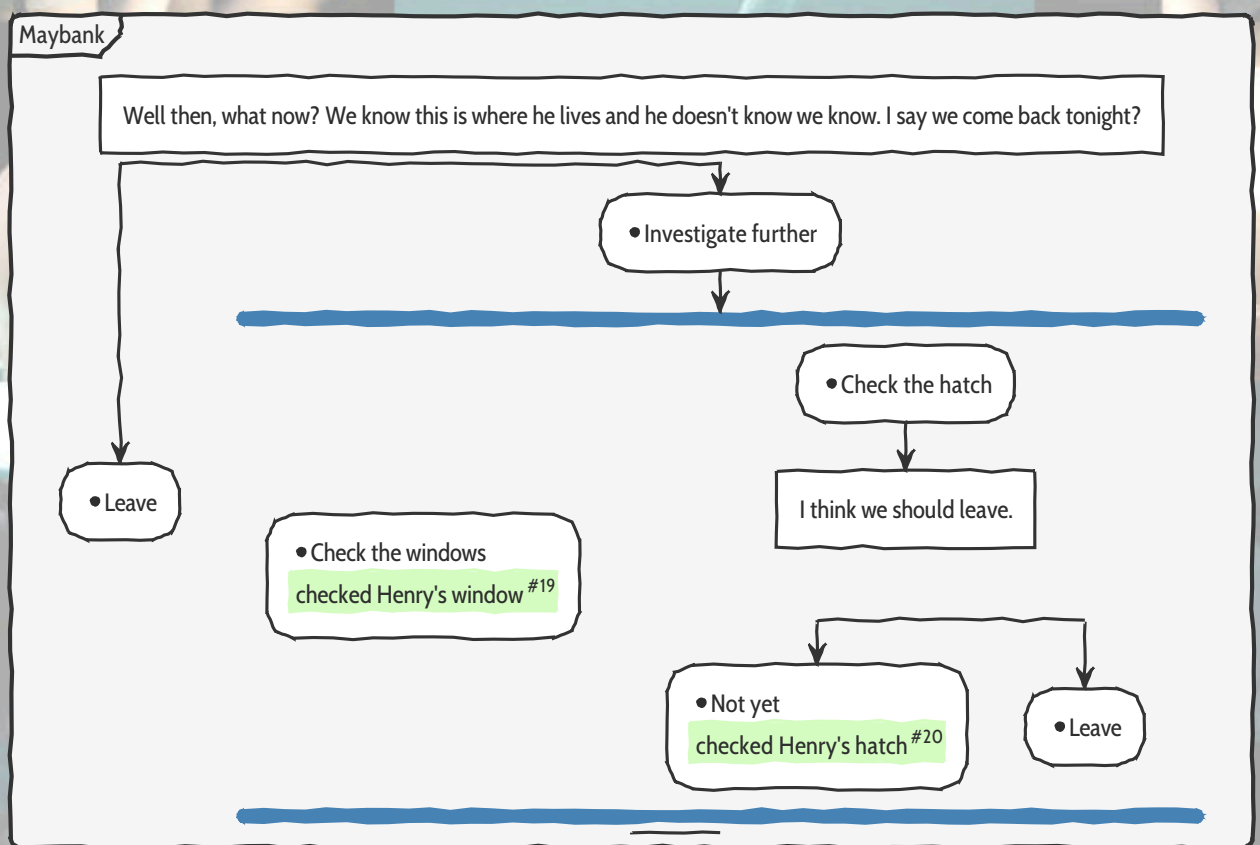 Maybank
Well then, what now? We know this is where he lives and he doesn't know we know. I say we come back tonight?
•Investigate further
•Check the hatch
•Leave
I think we should leave.
•Check the windows
checked Henry's window #19
•Not yet
checked Henry's hatch #20
•Leave